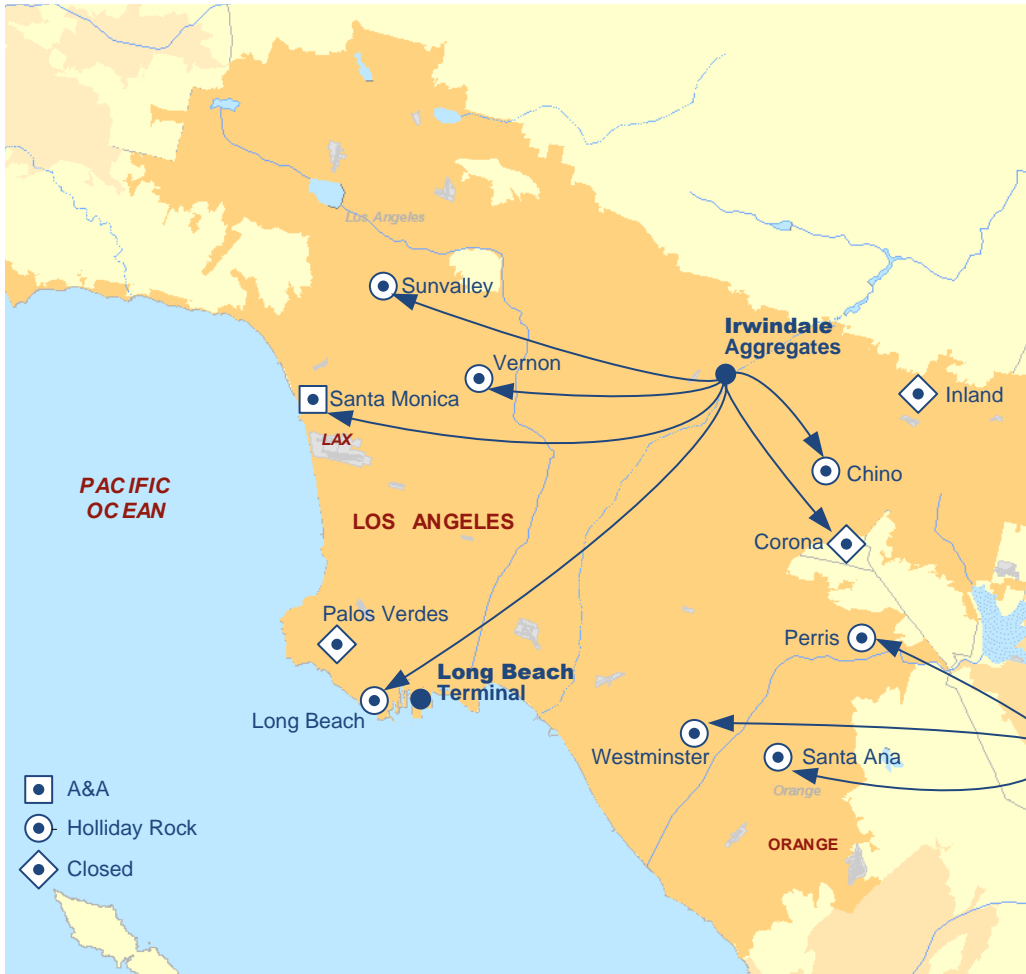 Los Angeles
Sunvalley
Irwindale
Aggregates
Vernon
Santa Monica
Inland
LAX
Chino
PACIFIC
OCEAN
LOS ANGELES
Corona
Palos Verdes
Perris
Long Beach
Terminal
Long Beach
Westminster
Santa Ana
Orange
A&A
Holliday Rock
ORANGE
Closed